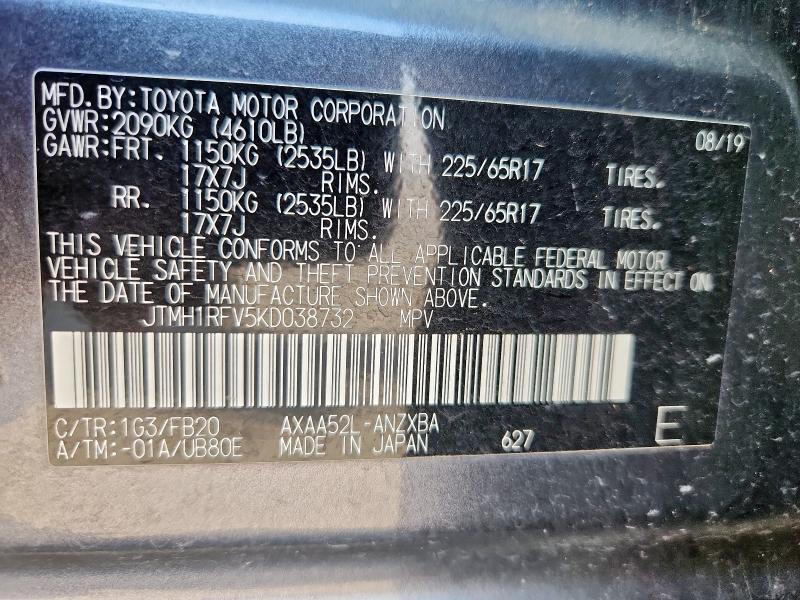 MFD.BY:TOYOTA MOTOR CORPORATION 08/19
GVWR:2090KG (4610LB)
GAWR:FRT. 1150KG (2535LB) WITH 225/65R17 TIRES.
17X7J RIMS.
RR. 1150KG (2535LB) WITH 225/65R17 TIRES.
17X7J RIMS.
THIS VEHICLE CONFORMS TO ALL APPLICABLE FEDERAL MOTOR
VEHICLE SAFETY AND THEFT PREVENTION STANDARDS IN EFFECT ON
THE DATE OF MANUFACTURE SHOWN ABOVE.
JTMH1RFV5KD038732 MPV
C/TR:1G3/FB20 AXAA52L-ANZXBA
A/TM:-01A/UB80E MADE IN JAPAN 627 E